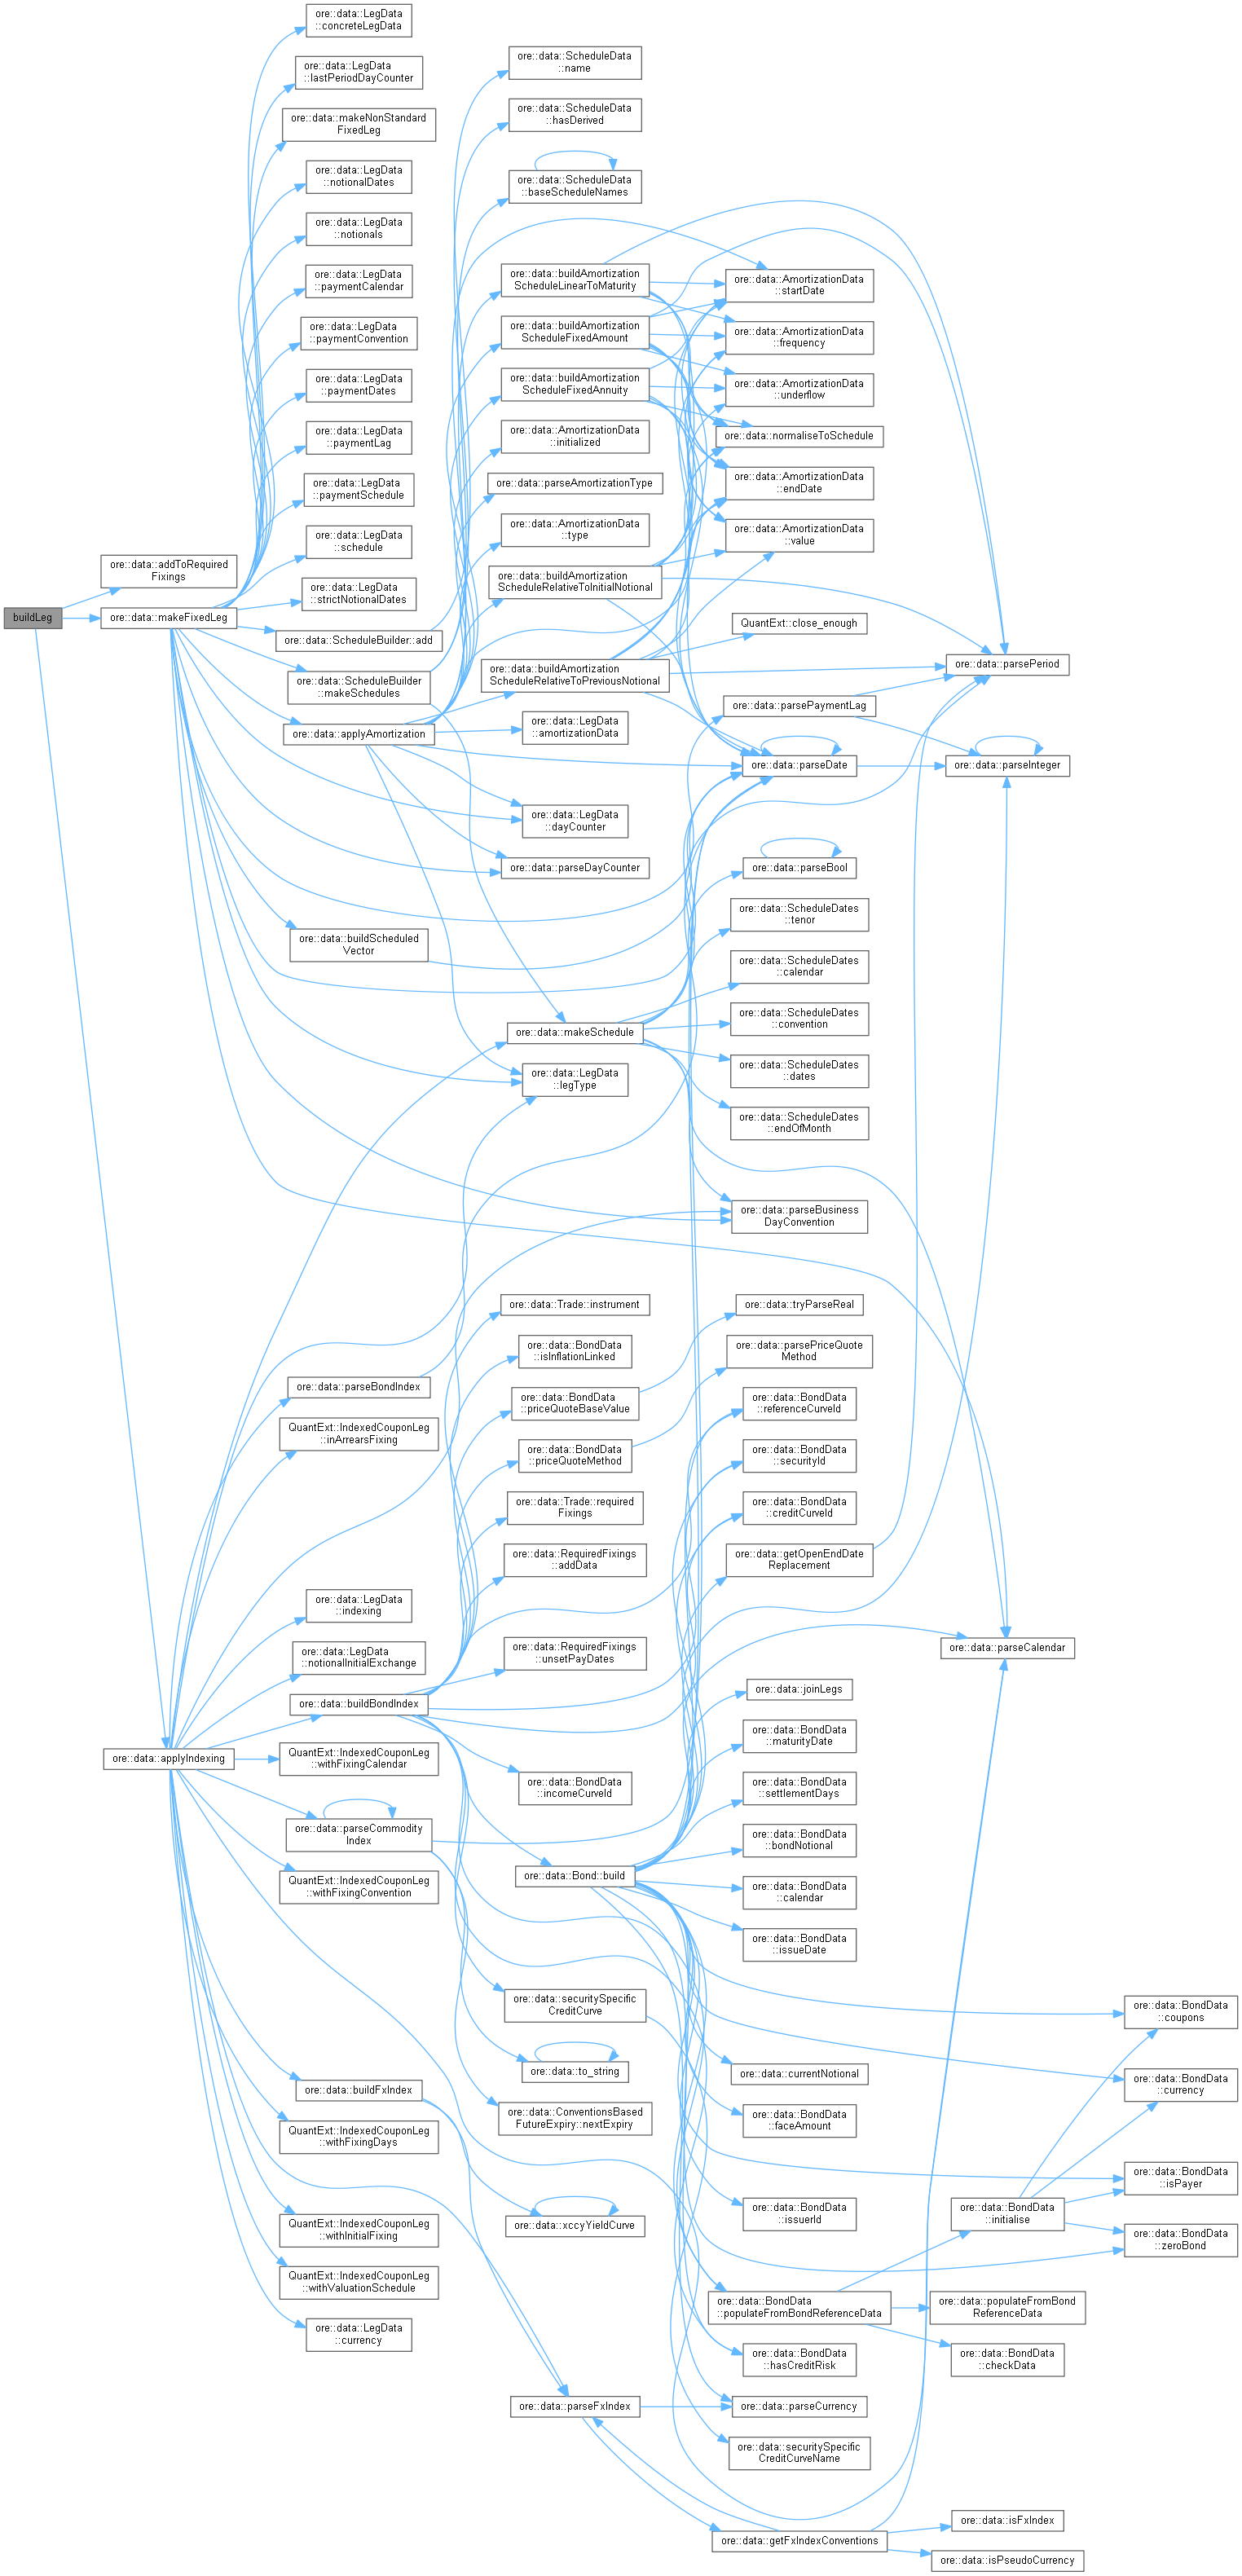 ore::data::LegData
::concreteLegData
ore::data::LegData
::lastPeriodDayCounter
ore::data::makeNonStandard
FixedLeg
ore::data::LegData
::notionalDates
ore::data::LegData
::notionals
ore::data::LegData
::paymentCalendar
ore::data::LegData
::paymentConvention
ore::data::LegData
::paymentDates
ore::data::LegData
::paymentLag
ore::data::LegData
::paymentSchedule
ore::data::LegData
::schedule
ore::data::LegData
::strictNotionalDates
ore::data::addToRequired
Fixings
buildLeg
ore::data::makeFixedLeg
ore::data::ScheduleBuilder::add
ore::data::ScheduleBuilder
::makeSchedules
ore::data::applyAmortization
ore::data::buildScheduled
Vector
ore::data::ScheduleData
::name
ore::data::ScheduleData
::hasDerived
ore::data::ScheduleData
::baseScheduleNames
ore::data::buildAmortization
ScheduleLinearToMaturity
ore::data::buildAmortization
ScheduleFixedAmount
ore::data::buildAmortization
ScheduleFixedAnnuity
ore::data::AmortizationData
::initialized
ore::data::parseAmortizationType
ore::data::AmortizationData
::type
ore::data::buildAmortization
ScheduleRelativeToInitialNotional
ore::data::buildAmortization
ScheduleRelativeToPreviousNotional
ore::data::LegData
::amortizationData
ore::data::LegData
::dayCounter
ore::data::parseDayCounter
ore::data::makeSchedule
ore::data::LegData
::legType
ore::data::AmortizationData
::startDate
ore::data::AmortizationData
::frequency
ore::data::AmortizationData
::underflow
ore::data::normaliseToSchedule
ore::data::AmortizationData
::endDate
ore::data::AmortizationData
::value
QuantExt::close_enough
ore::data::parsePeriod
ore::data::parsePaymentLag
ore::data::parseDate
ore::data::parseInteger
ore::data::parseBool
ore::data::ScheduleDates
::tenor
ore::data::ScheduleDates
::calendar
ore::data::ScheduleDates
::convention
ore::data::ScheduleDates
::dates
ore::data::ScheduleDates
::endOfMonth
ore::data::parseBusiness
DayConvention
ore::data::parseBondIndex
QuantExt::IndexedCouponLeg
::inArrearsFixing
ore::data::LegData
::indexing
ore::data::LegData
::notionalInitialExchange
ore::data::buildBondIndex
ore::data::applyIndexing
QuantExt::IndexedCouponLeg
::withFixingCalendar
ore::data::parseCommodity
Index
QuantExt::IndexedCouponLeg
::withFixingConvention
ore::data::buildFxIndex
QuantExt::IndexedCouponLeg
::withFixingDays
QuantExt::IndexedCouponLeg
::withInitialFixing
QuantExt::IndexedCouponLeg
::withValuationSchedule
ore::data::LegData
::currency
ore::data::Trade::instrument
ore::data::BondData
::isInflationLinked
ore::data::BondData
::priceQuoteBaseValue
ore::data::BondData
::priceQuoteMethod
ore::data::Trade::required
Fixings
ore::data::RequiredFixings
::addData
ore::data::RequiredFixings
::unsetPayDates
ore::data::BondData
::incomeCurveId
ore::data::Bond::build
ore::data::securitySpecific
CreditCurve
ore::data::to_string
ore::data::ConventionsBased
FutureExpiry::nextExpiry
ore::data::xccyYieldCurve
ore::data::parseFxIndex
ore::data::tryParseReal
ore::data::parsePriceQuote
Method
ore::data::BondData
::referenceCurveId
ore::data::BondData
::securityId
ore::data::BondData
::creditCurveId
ore::data::getOpenEndDate
Replacement
ore::data::parseCalendar
ore::data::joinLegs
ore::data::BondData
::maturityDate
ore::data::BondData
::settlementDays
ore::data::BondData
::bondNotional
ore::data::BondData
::calendar
ore::data::BondData
::issueDate
ore::data::currentNotional
ore::data::BondData
::faceAmount
ore::data::BondData
::issuerId
ore::data::BondData
::populateFromBondReferenceData
ore::data::BondData
::hasCreditRisk
ore::data::parseCurrency
ore::data::securitySpecific
CreditCurveName
ore::data::getFxIndexConventions
ore::data::BondData
::coupons
ore::data::BondData
::currency
ore::data::BondData
::isPayer
ore::data::BondData
::initialise
ore::data::BondData
::zeroBond
ore::data::populateFromBond
ReferenceData
ore::data::BondData
::checkData
ore::data::isFxIndex
ore::data::isPseudoCurrency